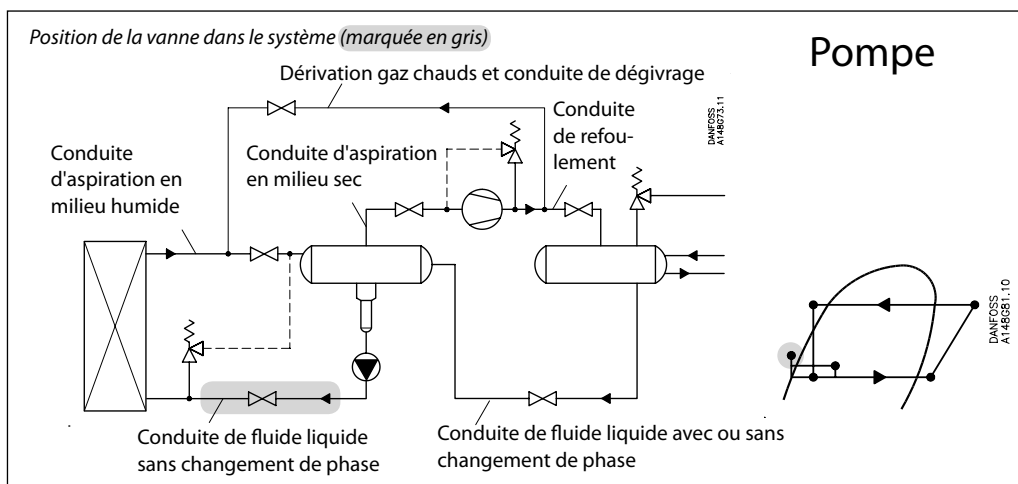 Position de la vanne dans le système (marquée en gris)
Pompe
Dérivation gaz chauds et conduite de dégivrage
Conduite
de refou-
lement
DANFOSS
A148G73.11
Conduite
d'aspiration en
milieu humide
Conduite d'aspiration
en milieu sec
DANFOSS
A148G81.10
Conduite de fluide liquide
sans changement de phase
Conduite de fluide liquide avec ou sans
changement de phase